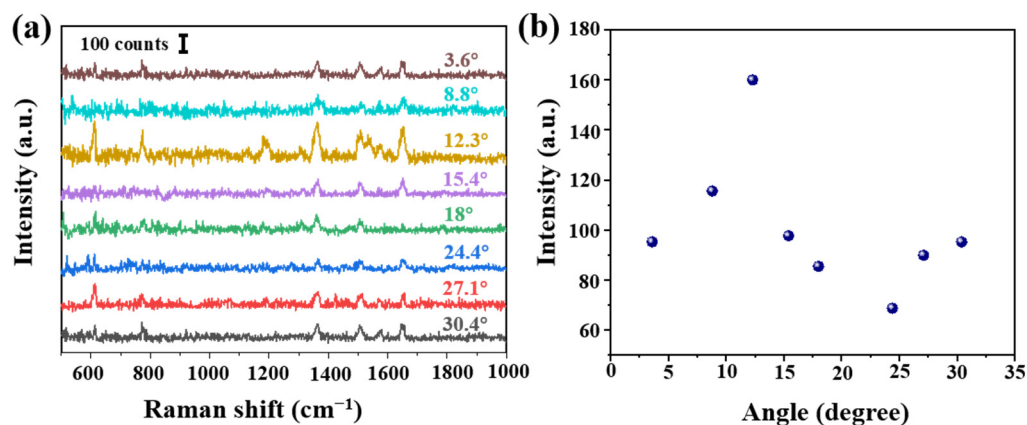 (a)
100 counts
3.6°
8.8°
12.3°
15.4°
18°
24.4°
27.1°
30.4°
Intensity (a.u.)
600 800 1000 1200 1400 1600 1000
Raman shift (cm⁻¹)
(b)
180
160
140
120
100
80
60
Intensity (a.u.)
0 5 10 15 20 25 30 35
Angle (degree)